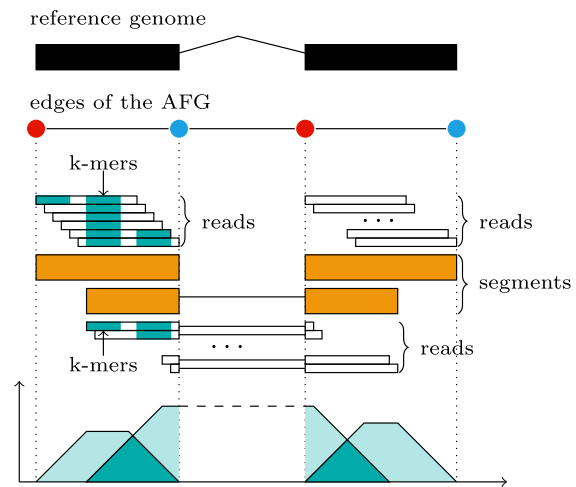 reference genome
edges of the AFG
k-mers
reads
reads
segments
reads
k-mers